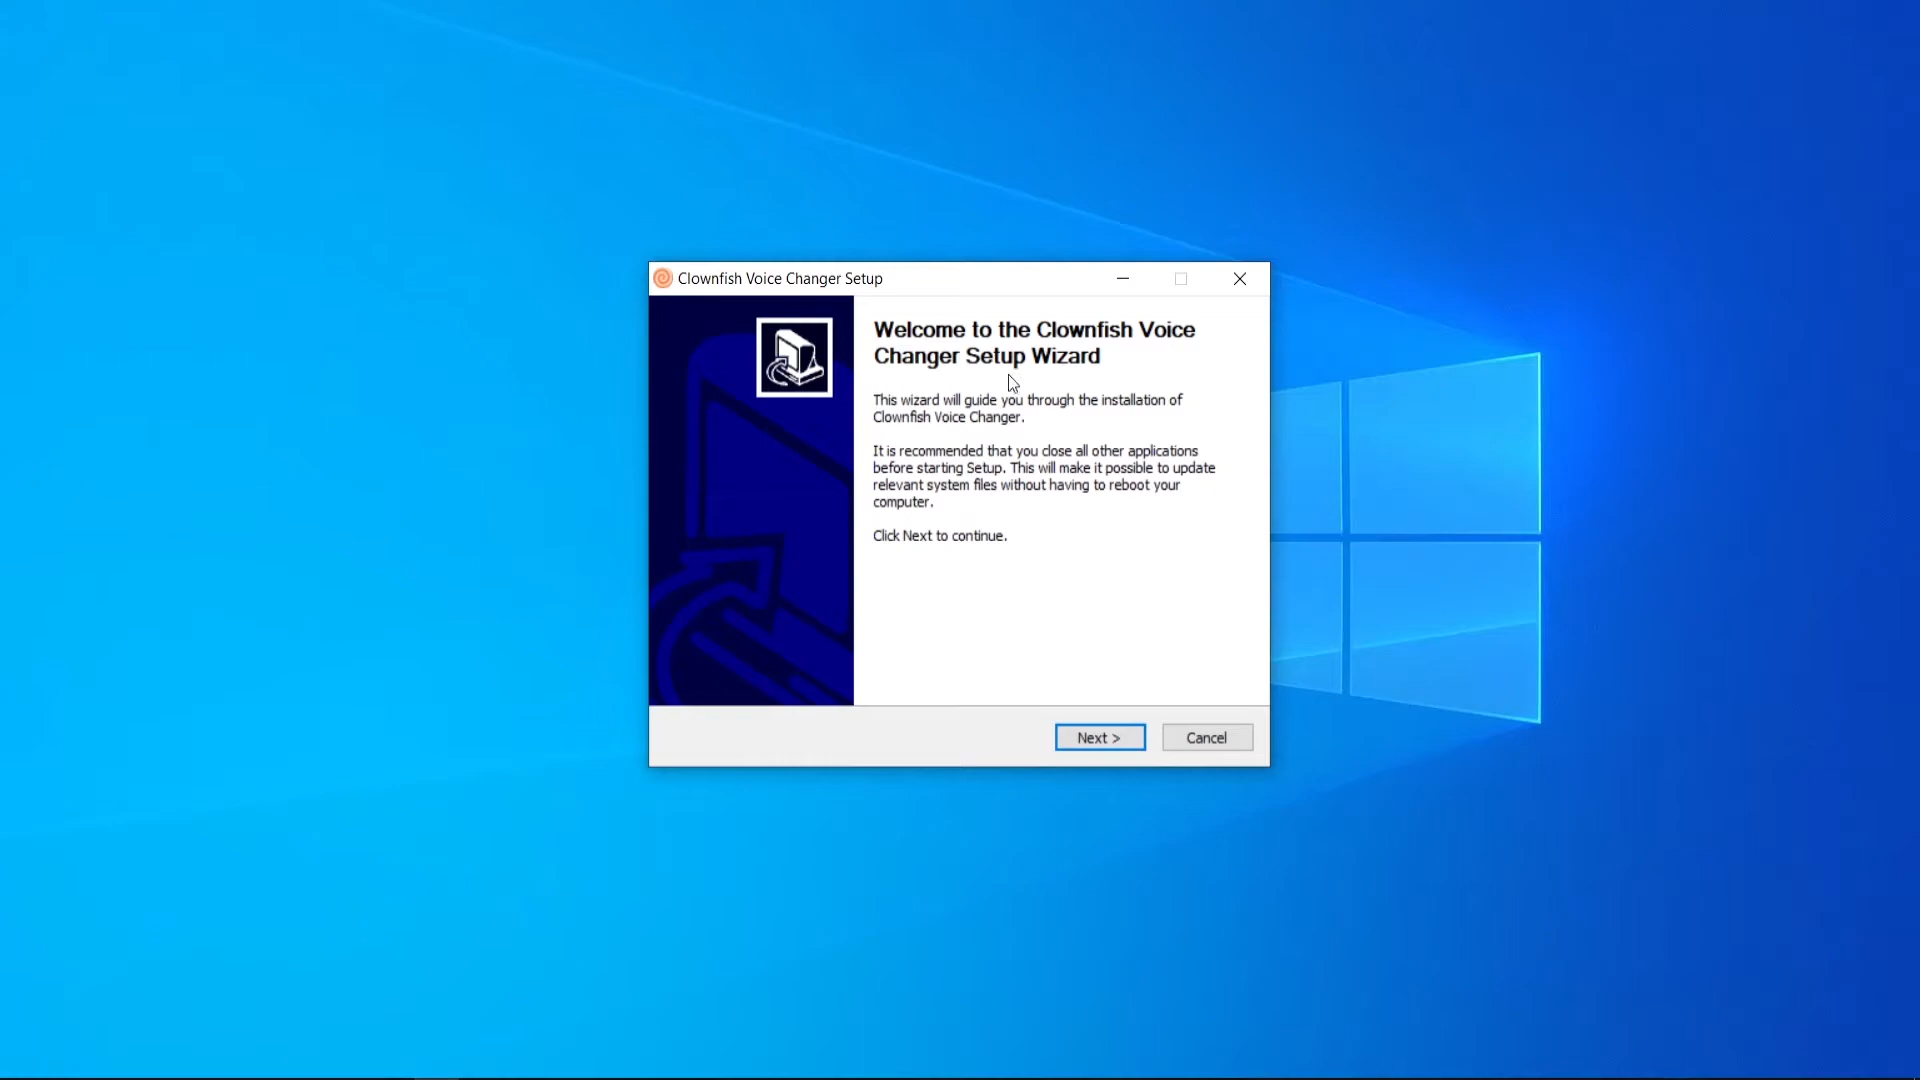 Clownfish Voice Changer Setup
Welcome to the Clownfish Voice
Changer Setup Wizard
This wizard will guide you through the installation of
Clownfish Voice Changer.
It is recommended that you close all other applications
before starting Setup. This will make it possible to update
relevant system files without having to reboot your
computer.
Click Next to continue.
Next >
Cancel